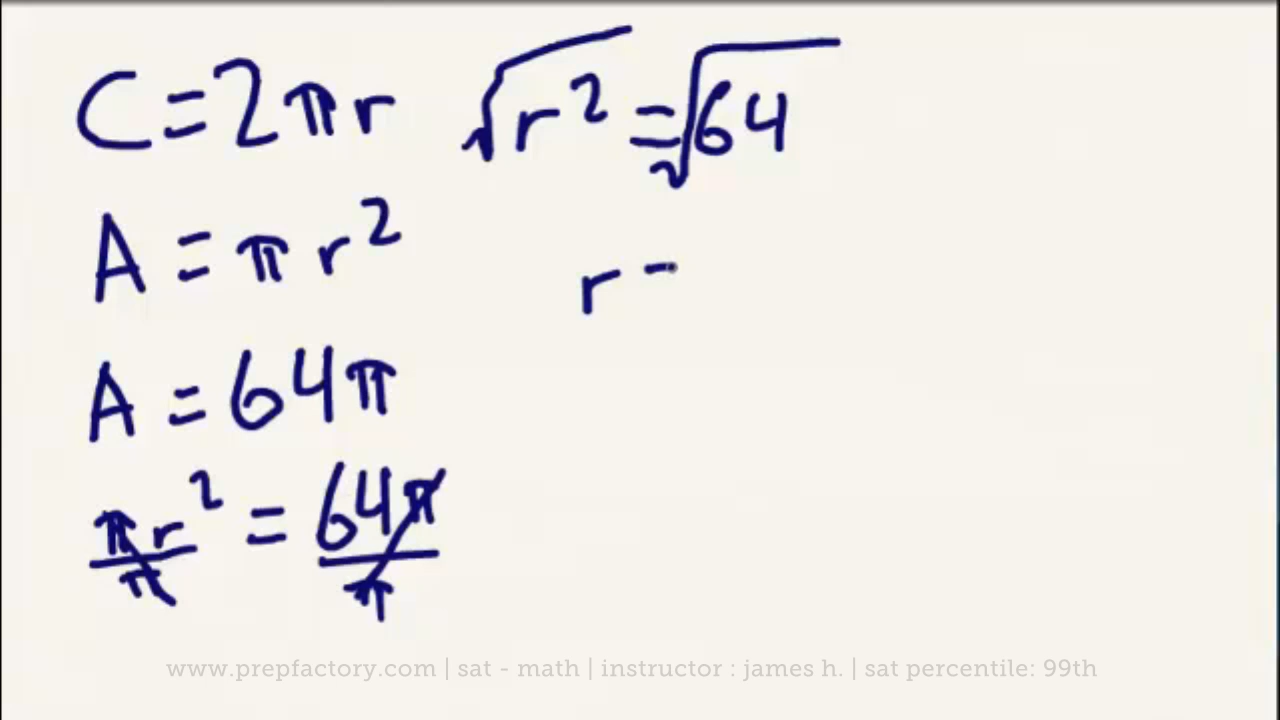 C = 2πr
A = πr²
A = 64π
πr²/π = 64π/π
√r² = √64
r -
www.prepfactory.com | sat - math | instructor : james h. | sat percentile: 99th